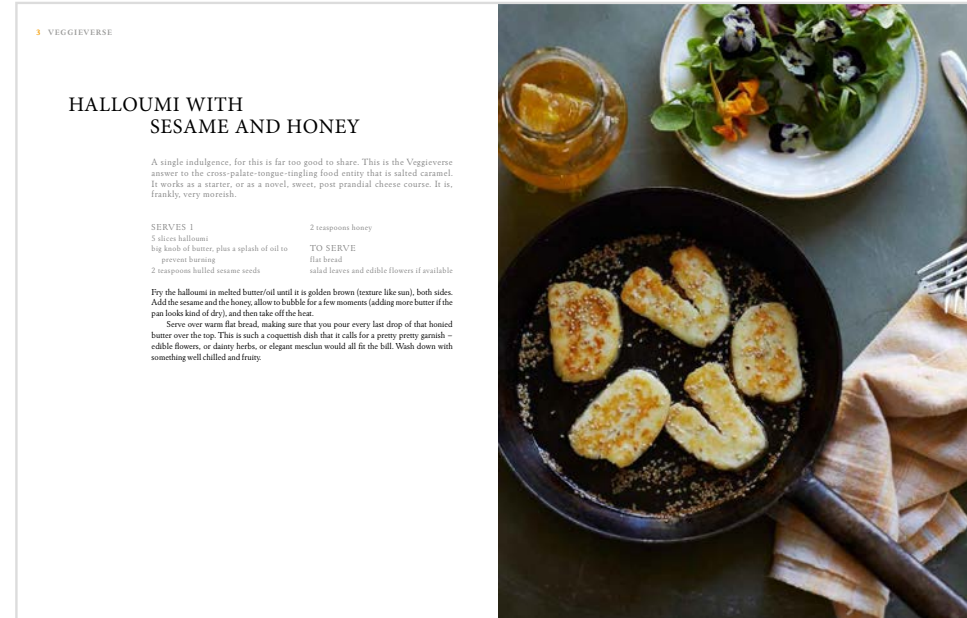 3 VEGGIEVERSE
HALLOUMI WITH
SESAME AND HONEY
A single indulgence, for this is far too good to share. This is the Veggieverse
answer to the cross-palate-tongue-tingling food entity that is salted caramel.
It works as a starter, or as a novel, sweet, post prandial cheese course. It is,
frankly, very moreish.
SERVES 1
5 slices halloumi
big knob of butter, plus a splash of oil to
prevent burning
2 teaspoons hulled sesame seeds
2 teaspoons honey
TO SERVE
flat bread
salad leaves and edible flowers if available
Fry the halloumi in melted butter/oil until it is golden brown (texture like sun), both sides.
Add the sesame and the honey, allow to bubble for a few moments (adding more butter if the
pan looks kind of dry), and then take off the heat.
Serve over warm flat bread, making sure that you pour every last drop of that honied
butter over the top. This is such a coquettish dish that it calls for a pretty pretty garnish –
edible flowers, or dainty herbs, or elegant mesclun would all fit the bill. Wash down with
something well chilled and fruity.